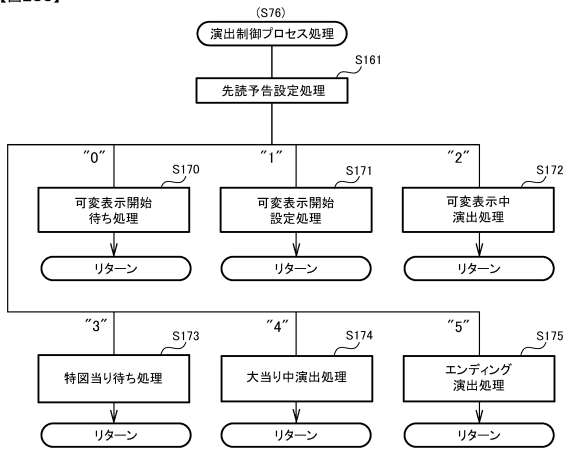 (S76)
演出制御プロセス処理
S161
先読予告設定処理
"0"
"1"
"2"
S170
可変表示開始
待ち処理
リターン
S171
可変表示開始
設定処理
リターン
S172
可変表示中
演出処理
リターン
"3"
"4"
"5"
S173
特図当り待ち処理
リターン
S174
大当り中演出処理
リターン
S175
エンディング
演出処理
リターン